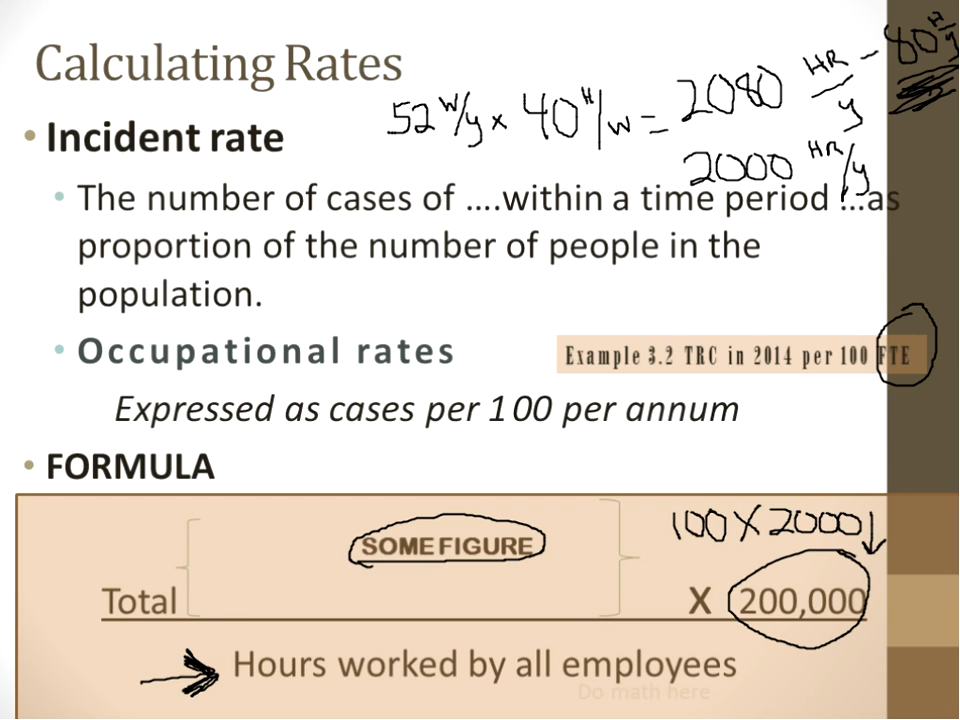 Calculating Rates
52 W/y x 40 H/w = 2080 HR/y - 80 H/y
2000 HR/y
• Incident rate
• The number of cases of ….within a time period …as
proportion of the number of people in the
population.
• Occupational rates
Example 3.2 TRC in 2014 per 100 FTE
Expressed as cases per 100 per annum
• FORMULA
100 X 2000
SOME FIGURE
Total X 200,000
Hours worked by all employees
Do math here